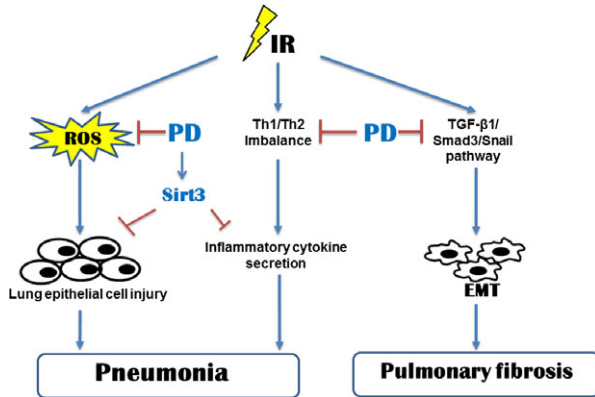 IR
ROS
PD
Th1/Th2
Imbalance
PD
TGF-β1/
Smad3/Snail
pathway
Sirt3
Inflammatory cytokine
secretion
Lung epithelial cell injury
EMT
Pneumonia
Pulmonary fibrosis